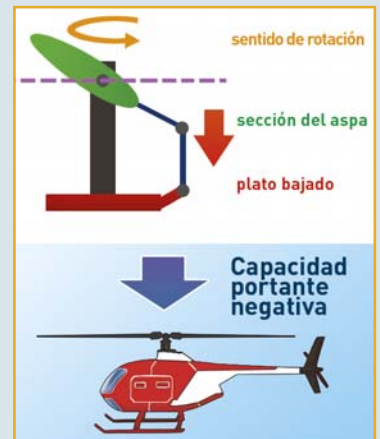 sentido de rotación
sección del aspa
plato bajado
Capacidad
portante
negativa